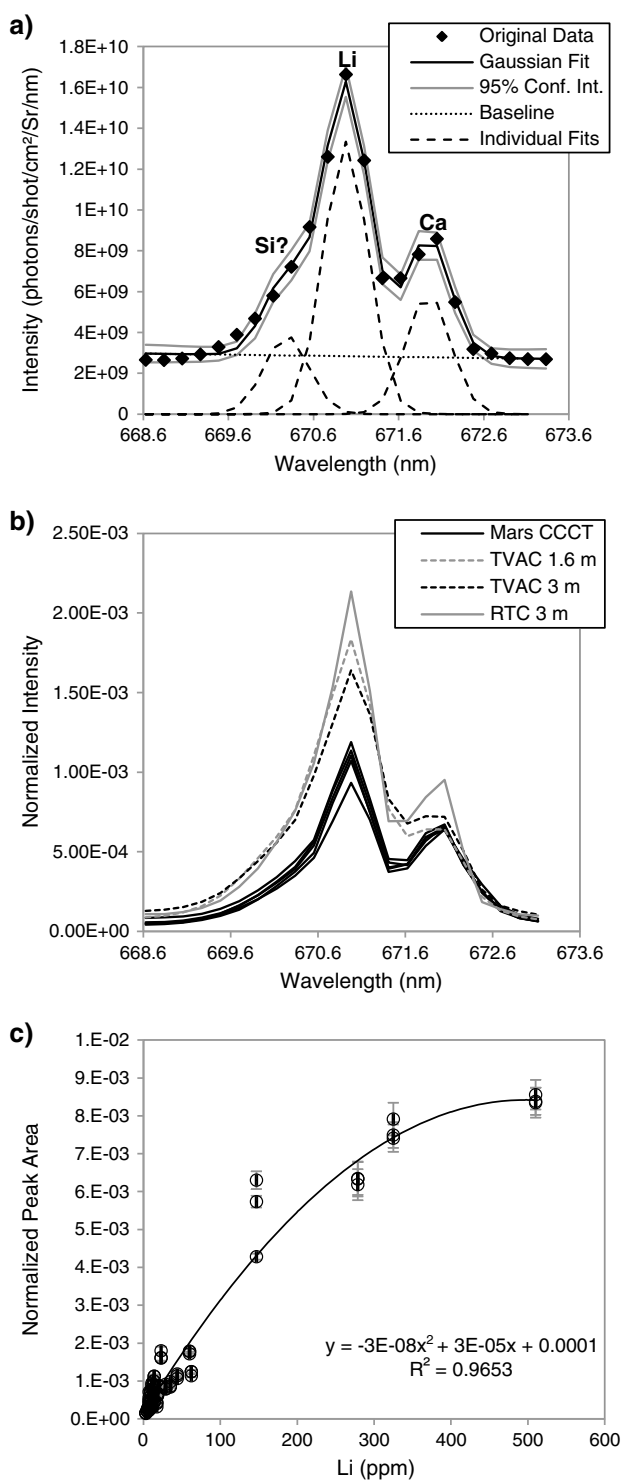 a)
1.8E+10
1.6E+10
1.4E+10
1.2E+10
1E+10
8E+09
6E+09
4E+09
2E+09
0
Intensity (photons/shot/cm²/Sr/nm)
Original Data
Gaussian Fit
95% Conf. Int.
Baseline
Individual Fits
Li
Si?
Ca
668.6 669.6 670.6 671.6 672.6 673.6
Wavelength (nm)
b)
2.50E-03
2.00E-03
1.50E-03
1.00E-03
5.00E-04
0.00E+00
Normalized Intensity
Mars CCCT
TVAC 1.6 m
TVAC 3 m
RTC 3 m
668.6 669.6 670.6 671.6 672.6 673.6
Wavelength (nm)
c)
1.E-02
9.E-03
8.E-03
7.E-03
6.E-03
5.E-03
4.E-03
3.E-03
2.E-03
1.E-03
0.E+00
Normalized Peak Area
y = -3E-08x² + 3E-05x + 0.0001
R² = 0.9653
0 100 200 300 400 500 600
Li (ppm)